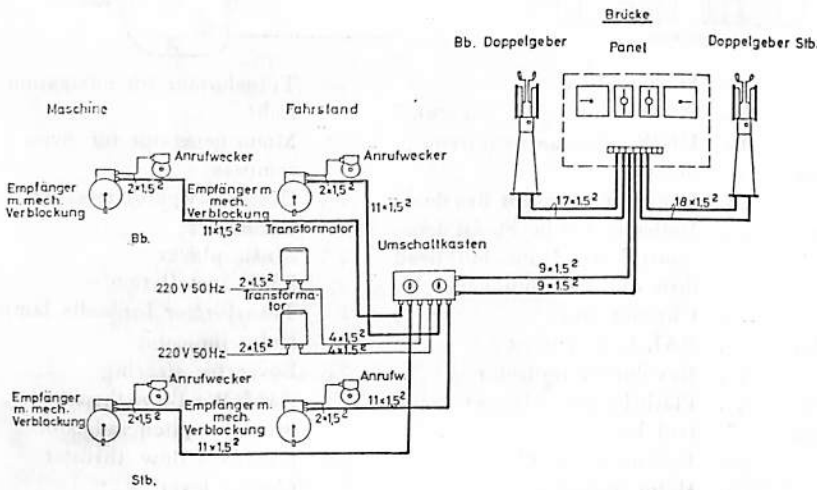 Brücke
Bb. Doppelgeber
Panel
Doppelgeber Stb.
Maschine
Fahrstand
Anrufwecker
2×1,5²
Empfänger
m. mech.
Verblockung
11×1,5²
Anrufwecker
2×1,5²
Empfänger m.
mech.
Verblockung
11×1,5²
17×1,5²
18×1,5²
Bb.
Transformator
Umschaltkasten
220 V 50Hz
2×1,5²
Transforma-
tor
9×1,5²
9×1,5²
220 V 50Hz
2×1,5²
4×1,5²
4×1,5²
Anrufwecker
2×1,5²
Empfänger
m. mech.
Verblockung
11×1,5²
Anrufw.
2×1,5²
11×1,5²
Empfänger m.
mech.
Verblockung
Stb.